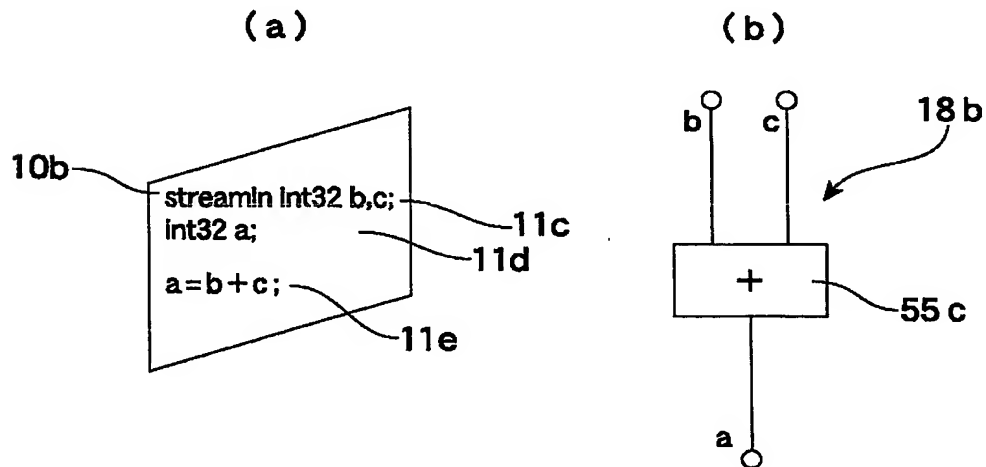 (a)
(b)
10b
streamin int32 b,c;
int32 a;
a=b+c;
11c
11d
11e
b
c
18b
+
55c
a